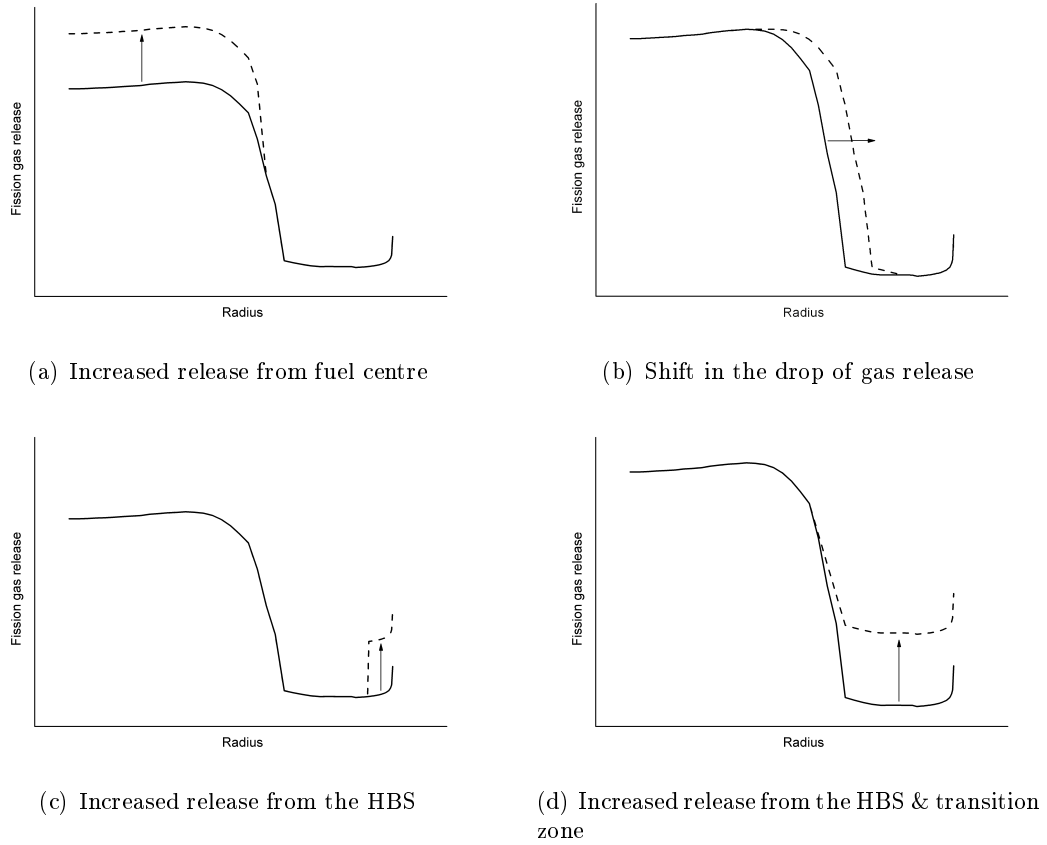 Fission gas release
Radius
(a) Increased release from fuel centre
Fission gas release
Radius
(b) Shift in the drop of gas release
Fission gas release
Radius
(c) Increased release from the HBS
Fission gas release
Radius
(d) Increased release from the HBS & transition
zone